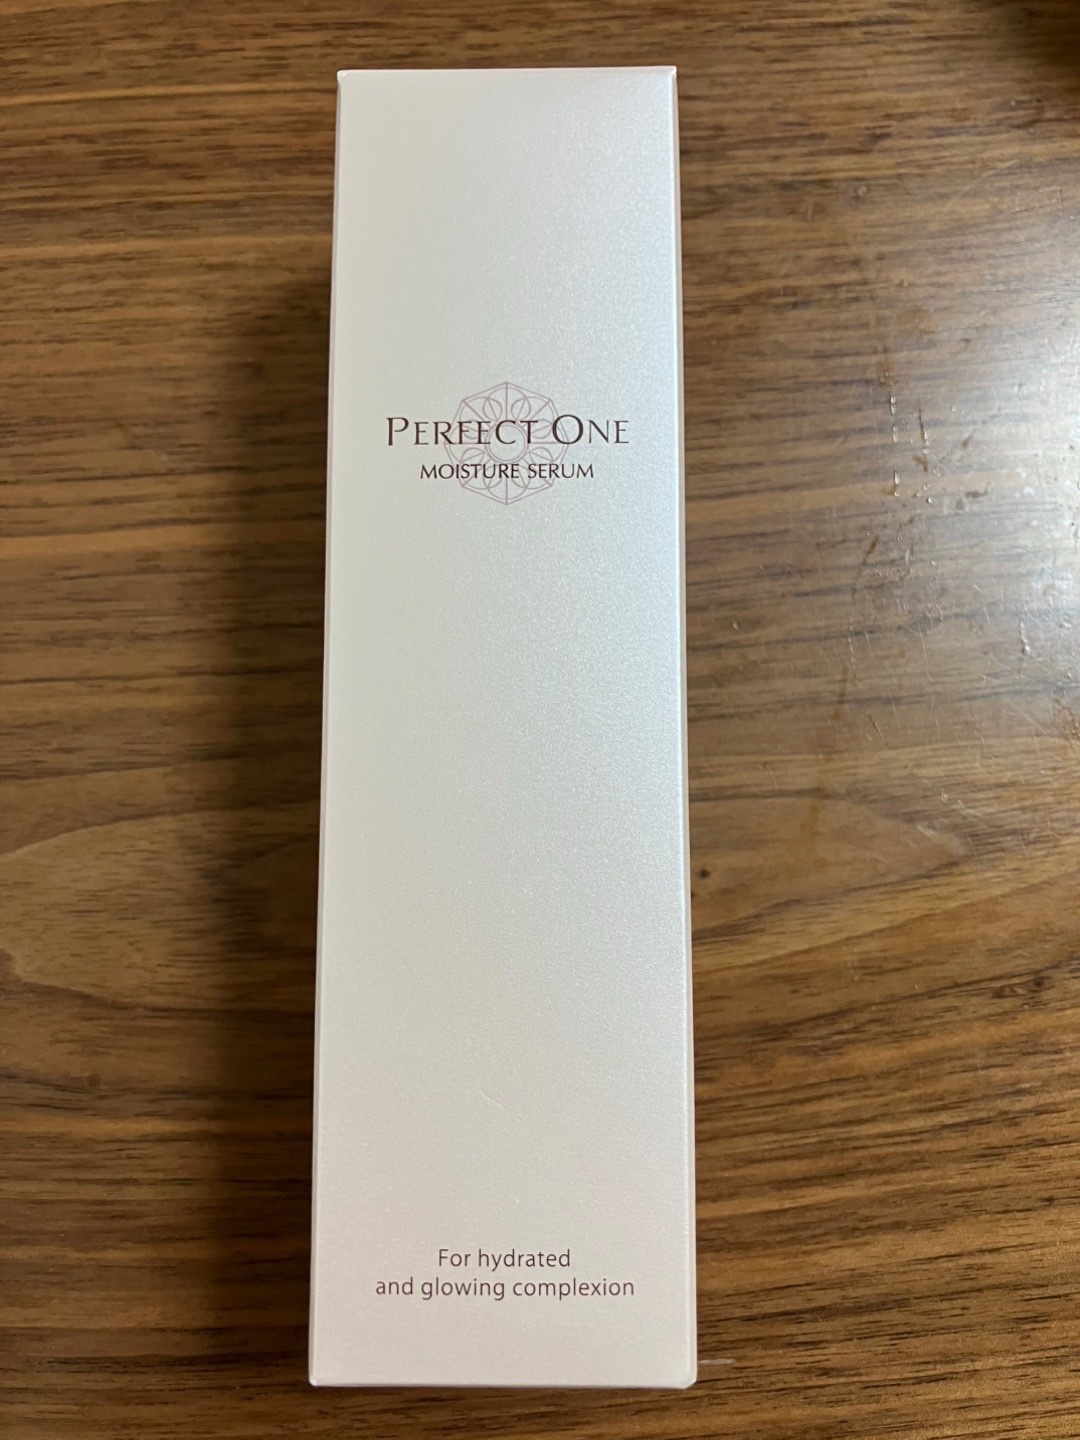 PERFECT ONE
MOISTURE SERUM
For hydrated
and glowing complexion